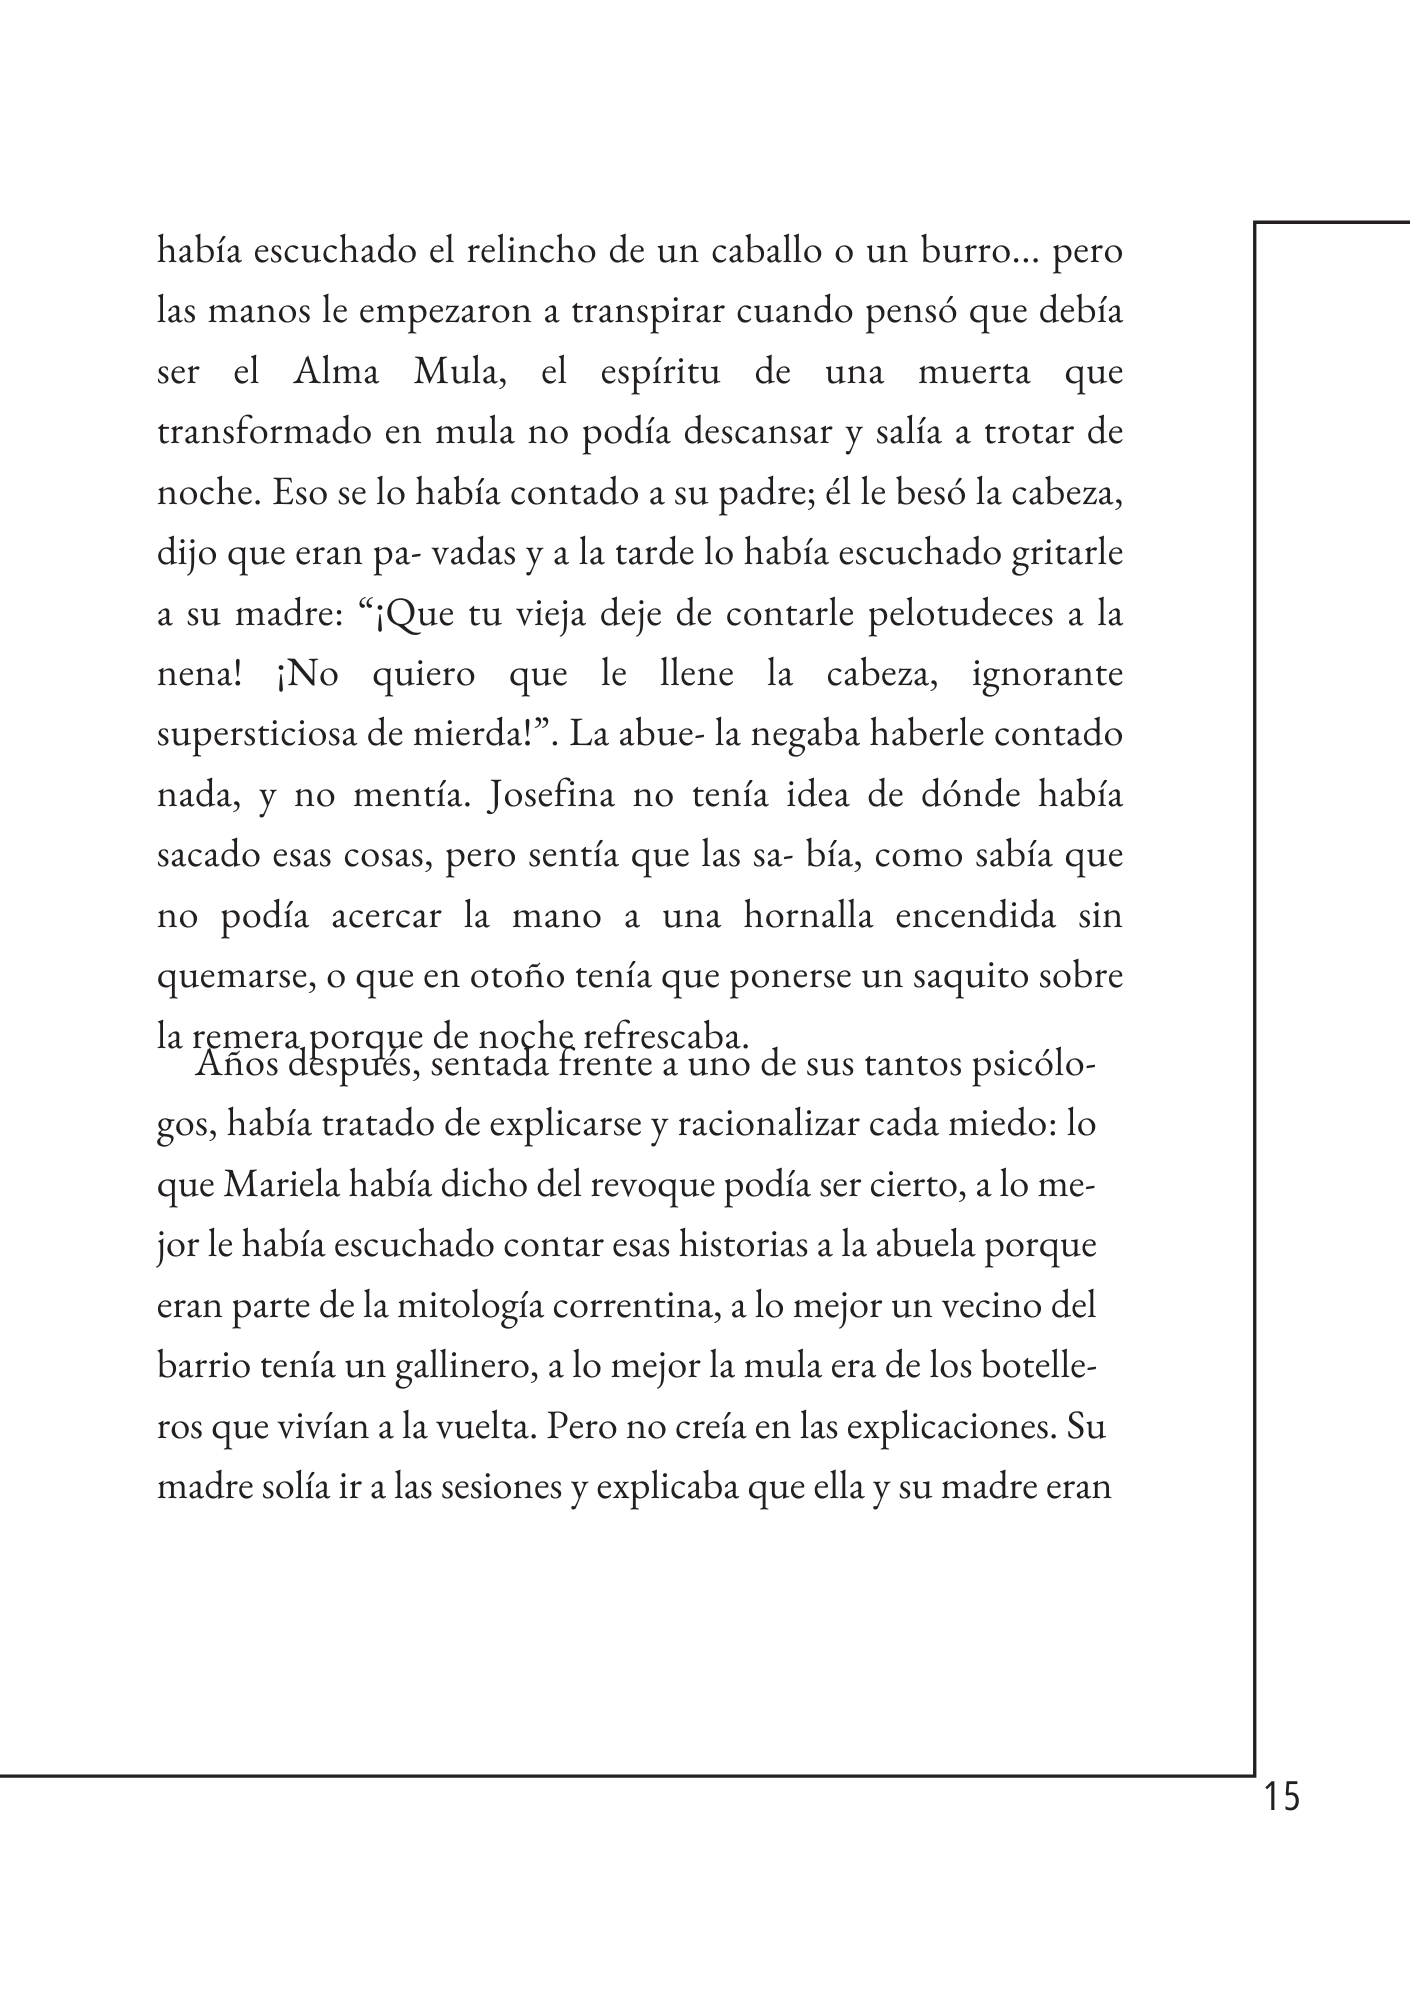 había escuchado el relincho de un caballo o un burro... pero
las manos le empezaron a transpirar cuando pensó que debía
ser el Alma Mula, el espíritu de una muerta que
transformado en mula no podía descansar y salía a trotar de
noche. Eso se lo había contado a su padre; él le besó la cabeza,
dijo que eran pa- vadas y a la tarde lo había escuchado gritarle
a su madre: “¡Que tu vieja deje de contarle pelotudeces a la
nena! ¡No quiero que le llene la cabeza, ignorante
supersticiosa de mierda!”. La abue- la negaba haberle contado
nada, y no mentía. Josefina no tenía idea de dónde había
sacado esas cosas, pero sentía que las sa- bía, como sabía que
no podía acercar la mano a una hornalla encendida sin
quemarse, o que en otoño tenía que ponerse un saquito sobre
la remera porque de noche refrescaba.
Años después, sentada frente a uno de sus tantos psicólo-
gos, había tratado de explicarse y racionalizar cada miedo: lo
que Mariela había dicho del revoque podía ser cierto, a lo me-
jor le había escuchado contar esas historias a la abuela porque
eran parte de la mitología correntina, a lo mejor un vecino del
barrio tenía un gallinero, a lo mejor la mula era de los botelle-
ros que vivían a la vuelta. Pero no creía en las explicaciones. Su
madre solía ir a las sesiones y explicaba que ella y su madre eran
15